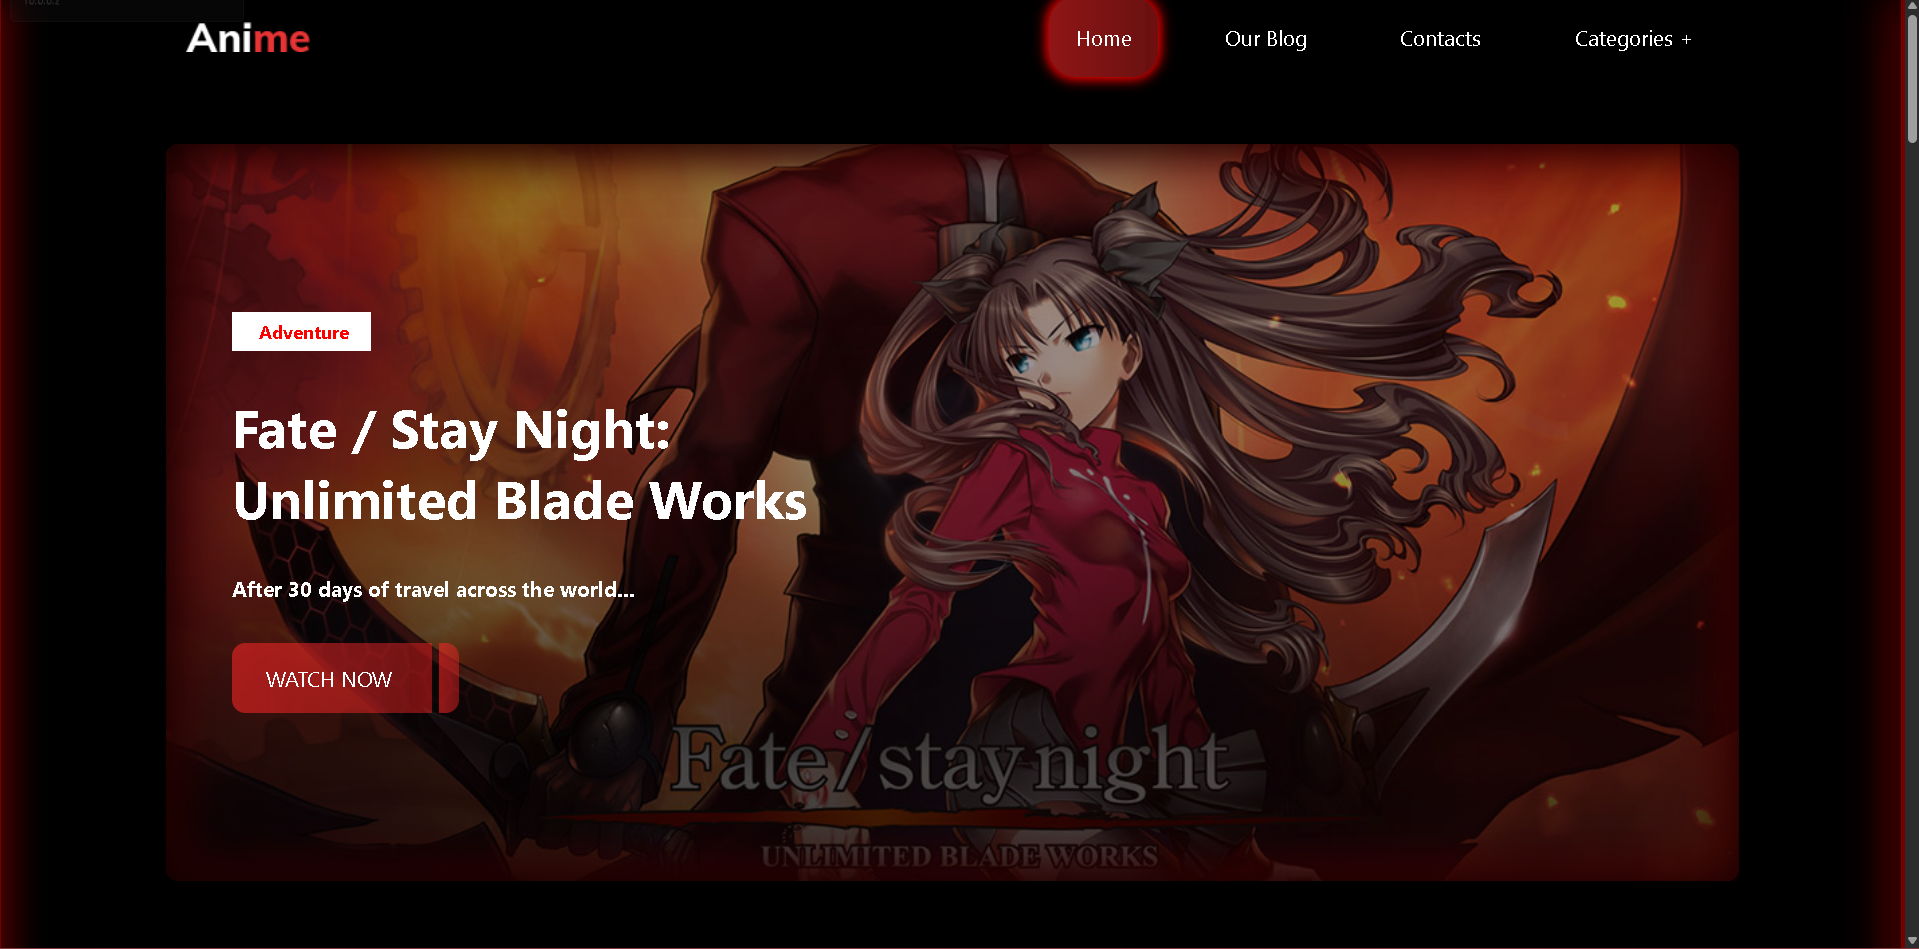 Anime
Home
Our Blog
Contacts
Categories +
Adventure
Fate / Stay Night:
Unlimited Blade Works
After 30 days of travel across the world...
WATCH NOW
Fate/stay night
UNLIMITED BLADE WORKS